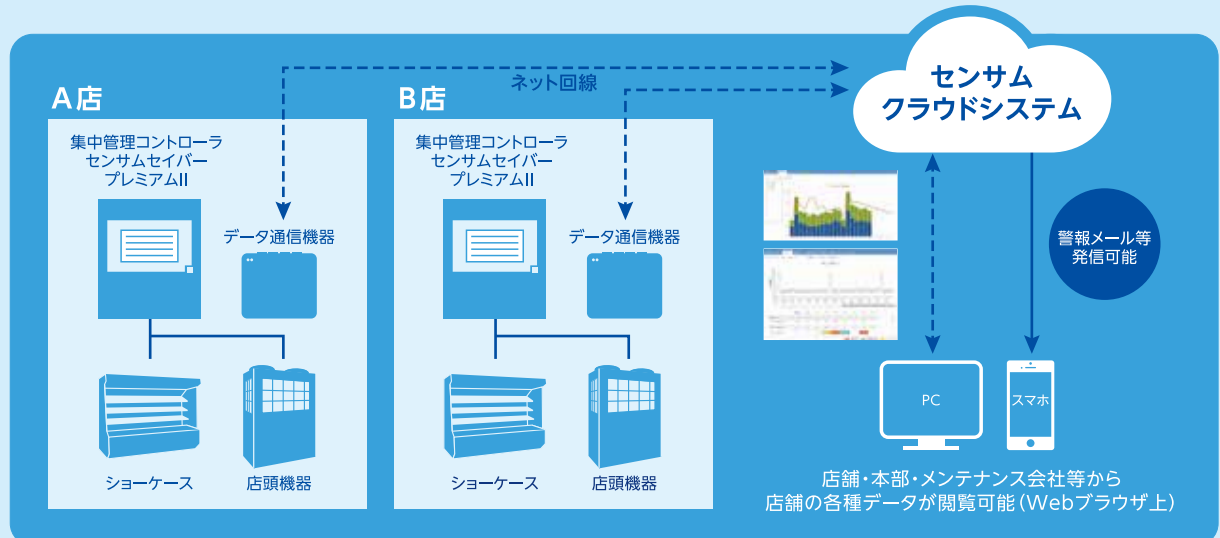 ネット回線
センサム
クラウドシステム
A店
集中管理コントローラ
センサムセイバー
プレミアムII
データ通信機器
ショーケース
店頭機器
B店
集中管理コントローラ
センサムセイバー
プレミアムII
データ通信機器
ショーケース
店頭機器
警報メール等
発信可能
PC
スマホ
店舗・本部・メンテナンス会社等から
店舗の各種データが閲覧可能(Webブラウザ上)